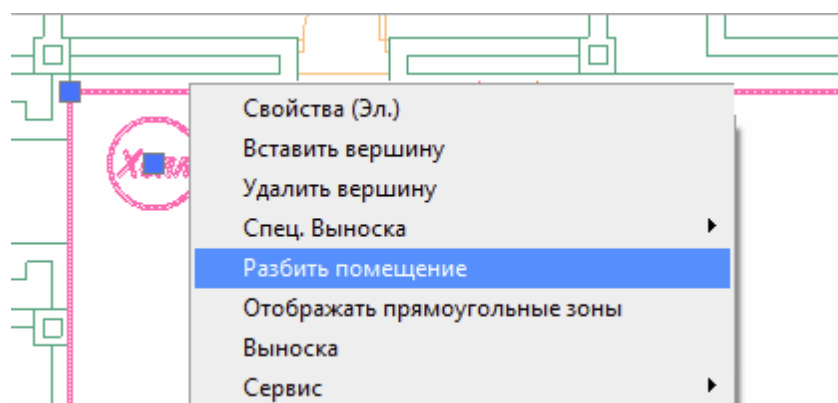 Свойства (Эл.)
Вставить вершину
Удалить вершину
Спец. Выноска
Разбить помещение
Отображать прямоугольные зоны
Выноска
Сервис